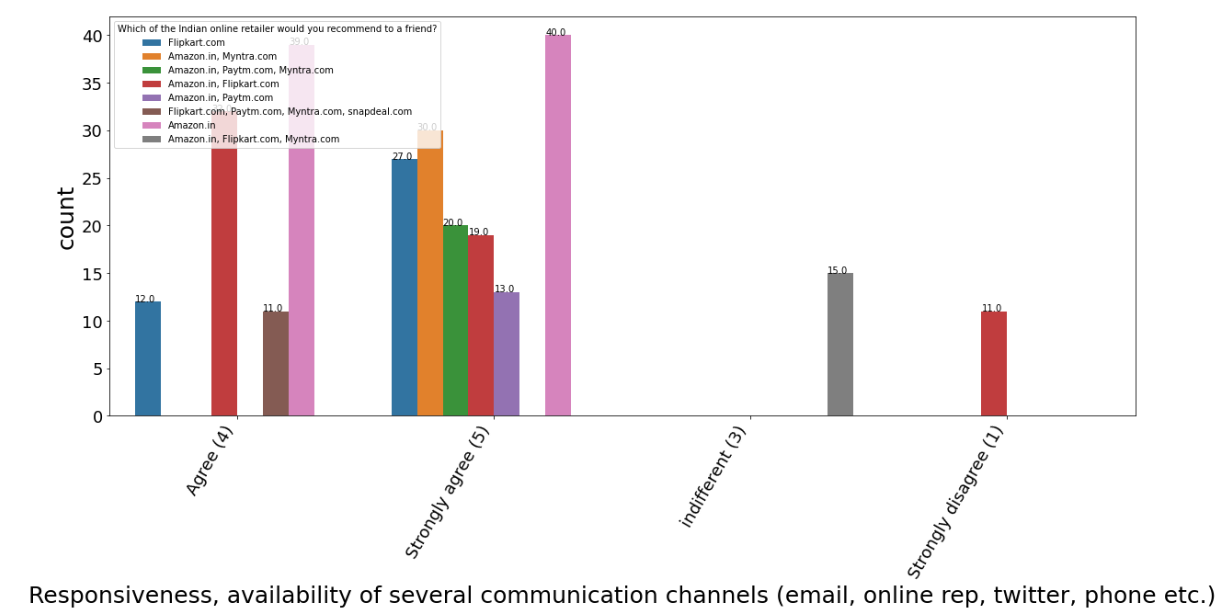 Which of the Indian online retailer would you recommend to a friend?
Flipkart.com
Amazon.in, Myntra.com
Amazon.in, Paytm.com, Myntra.com
Amazon.in, Flipkart.com
Amazon.in, Paytm.com
Flipkart.com, Paytm.com, Myntra.com, snapdeal.com
Amazon.in
Amazon.in, Flipkart.com, Myntra.com
count
40
35
30
25
20
15
10
5
0
12.0
11.0
39.0
27.0
30.0
20.0
19.0
13.0
40.0
15.0
11.0
Agree (4)
Strongly agree (5)
indifferent (3)
Strongly disagree (1)
Responsiveness, availability of several communication channels (email, online rep, twitter, phone etc.)